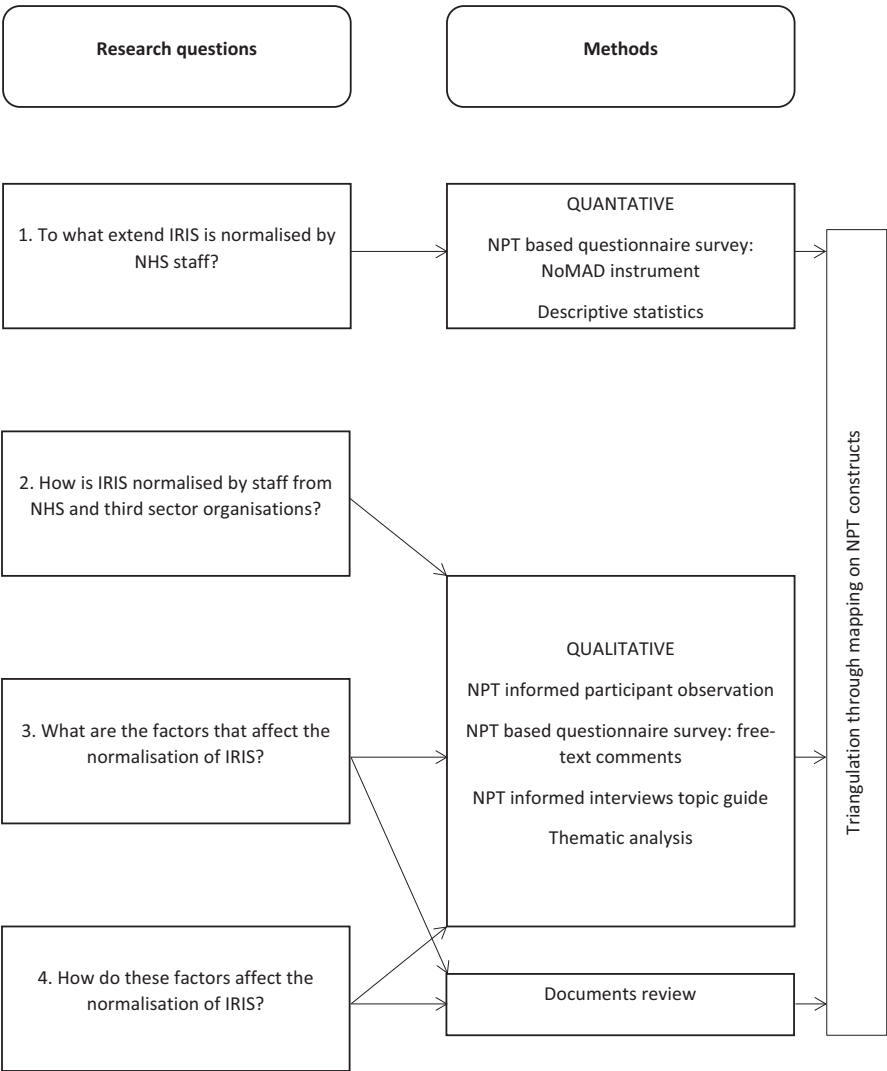 Research questions
Methods
1. To what extend IRIS is normalised by
NHS staff?
QUANTATIVE
NPT based questionnaire survey:
NoMAD instrument
Descriptive statistics
2. How is IRIS normalised by staff from
NHS and third sector organisations?
3. What are the factors that affect the
normalisation of IRIS?
QUALITATIVE
NPT informed participant observation
NPT based questionnaire survey: free-
text comments
NPT informed interviews topic guide
Thematic analysis
4. How do these factors affect the
normalisation of IRIS?
Documents review
Triangulation through mapping on NPT constructs